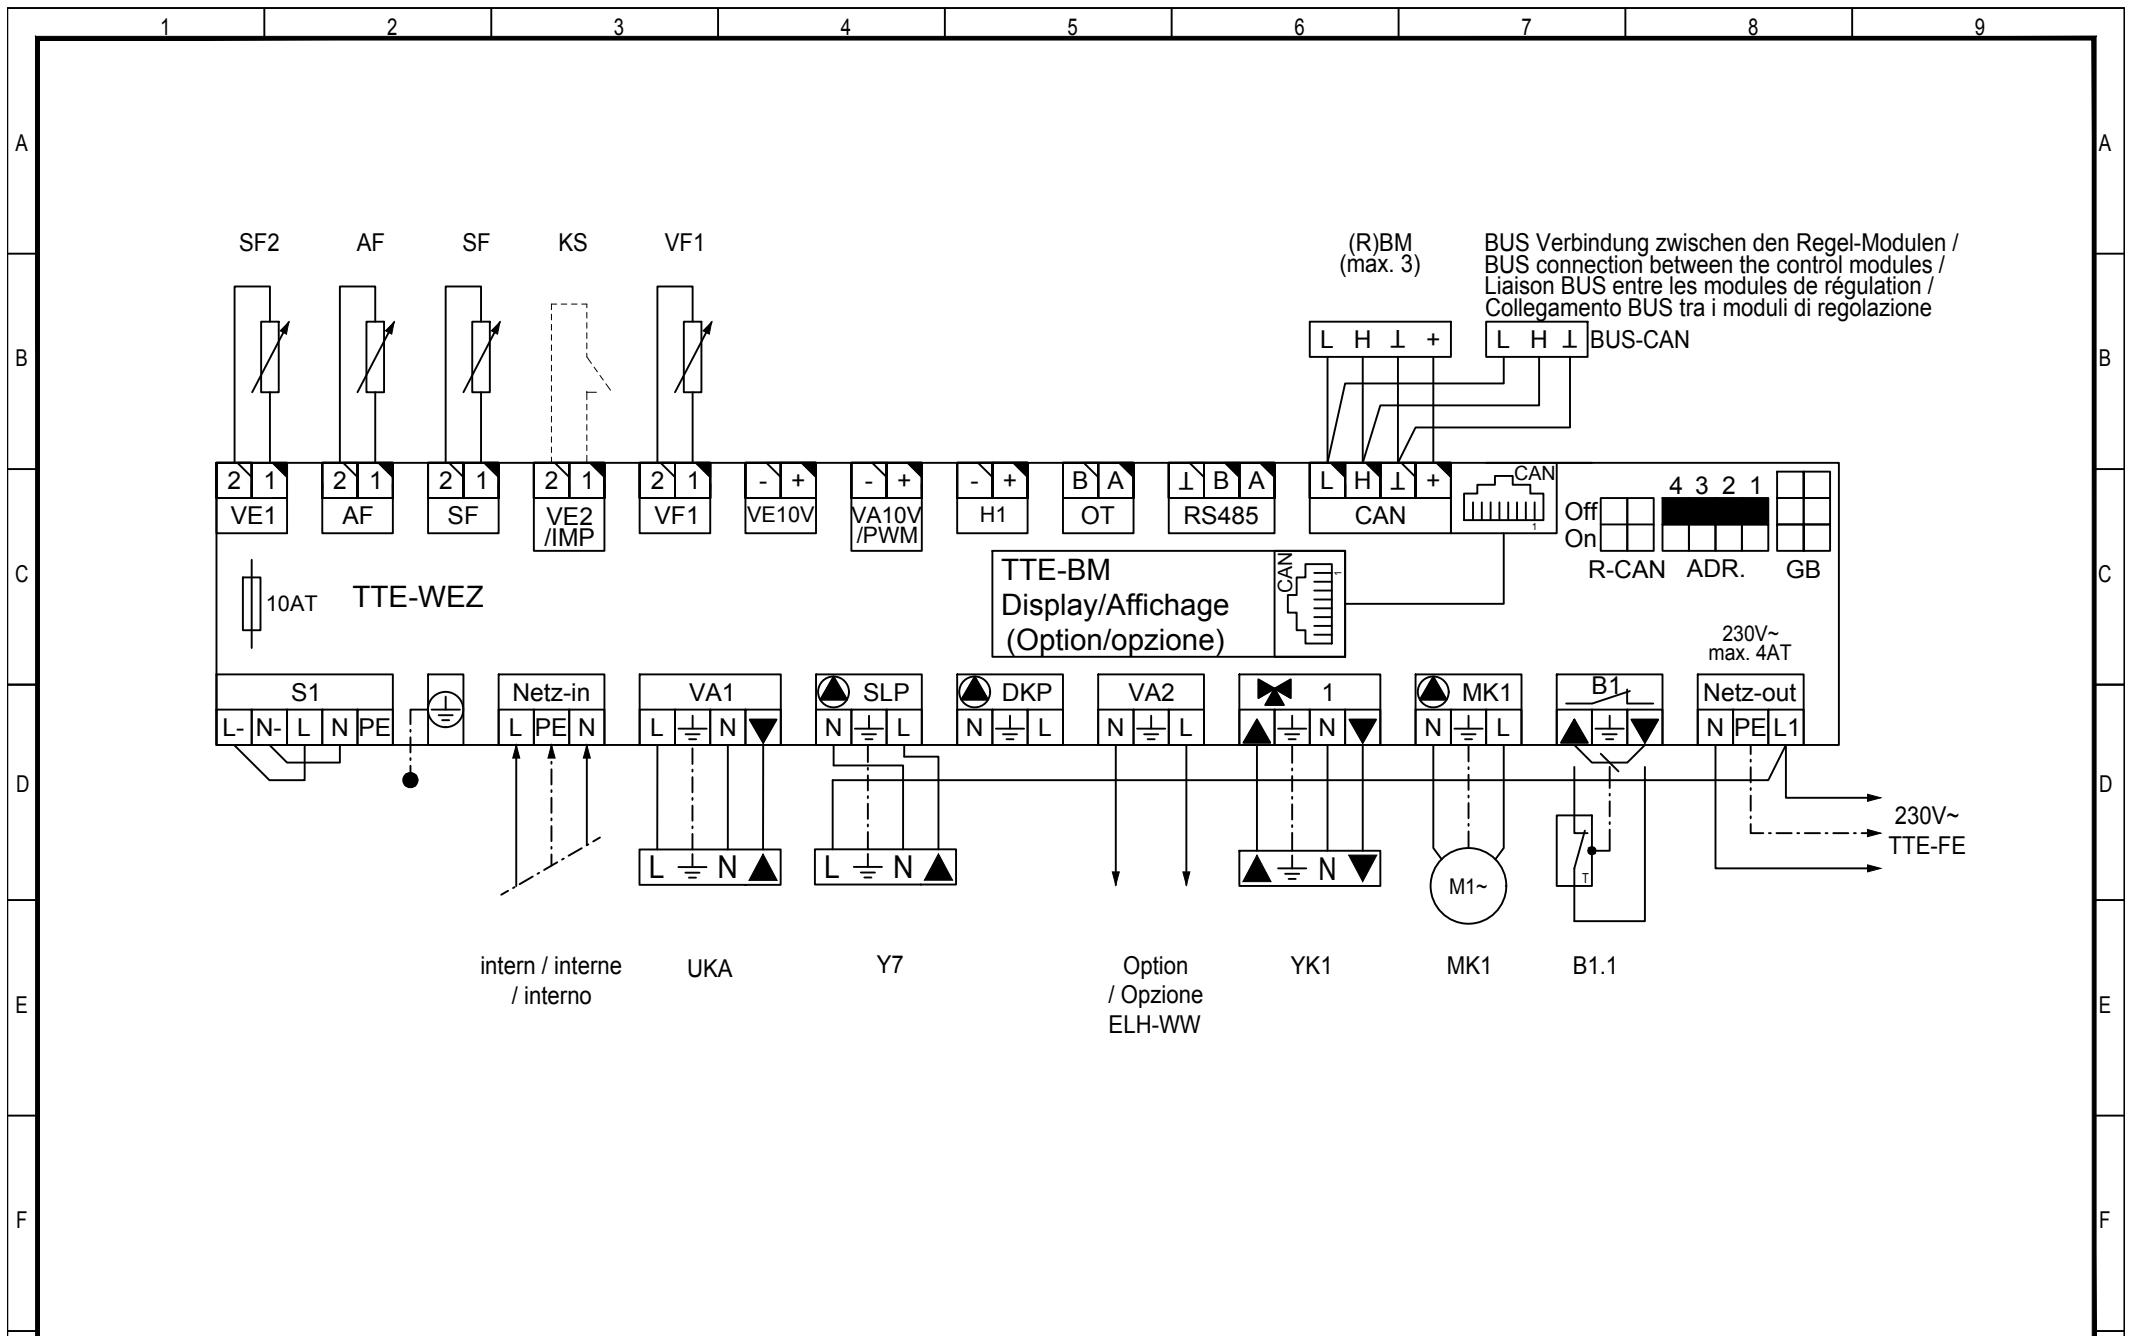 1 2 3 4 5 6 7 8 9
A A
SF2 AF SF KS VF1 (R)BM
(max. 3)
BUS Verbindung zwischen den Regel-Modulen /
BUS connection between the control modules /
Liaison BUS entre les modules de régulation /
Collegamento BUS tra i moduli di regolazione
B B
L H ⊥ + L H ⊥ BUS-CAN
2 1 2 1 2 1 2 1 2 1 - + - + - + B A ⊥ B A L H ⊥ + CAN 1
VE1 AF SF VE2 VF1 VE10V VA10V H1 OT RS485 CAN
/IMP /PWM
4 3 2 1
Off
On
R-CAN ADR. GB
C C
10AT TTE-WEZ
TTE-BM
Display/Affichage
(Option/opzione)
CAN 1
230V~
max. 4AT
S1 Netz-in VA1 SLP DKP VA2 1 MK1 B1 Netz-out
L- N- L N PE L PE N L ⏚ N ▼ N ⏚ L N ⏚ L N ⏚ L ▲ ⏚ N ▼ N ⏚ L ▲ ⏚ ▼ N PE L1
D D
230V~
TTE-FE
L ⏚ N ▲ L ⏚ N ▲ ▲ ⏚ N ▼ M1~ T
intern / interne
/ interno
UKA Y7
Option
/ Opzione
ELH-WW
YK1 MK1 B1.1
E E
F F